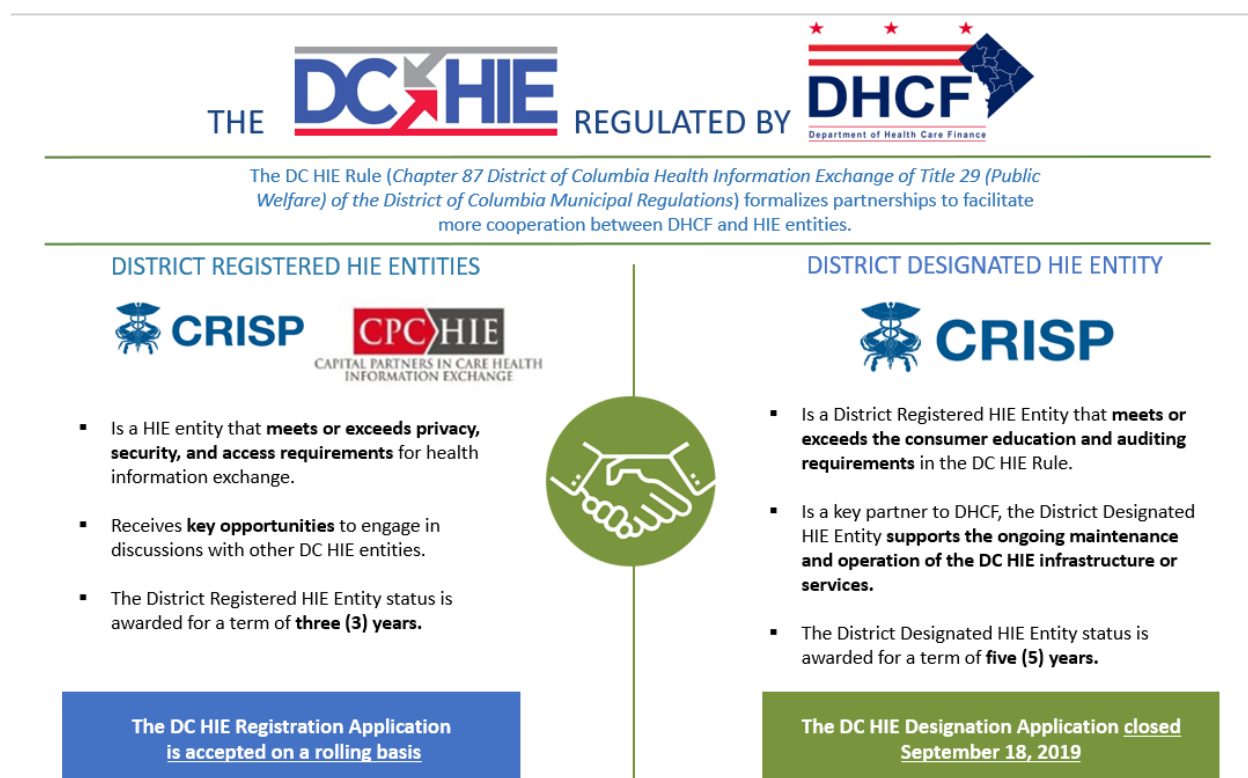 THE DC HIE REGULATED BY DHCF
Department of Health Care Finance
The DC HIE Rule (Chapter 87 District of Columbia Health Information Exchange of Title 29 (Public
Welfare) of the District of Columbia Municipal Regulations) formalizes partnerships to facilitate
more cooperation between DHCF and HIE entities.
DISTRICT REGISTERED HIE ENTITIES
CRISP
CPC HIE
CAPITAL PARTNERS IN CARE HEALTH
INFORMATION EXCHANGE
▪ Is a HIE entity that meets or exceeds privacy,
security, and access requirements for health
information exchange.
▪ Receives key opportunities to engage in
discussions with other DC HIE entities.
▪ The District Registered HIE Entity status is
awarded for a term of three (3) years.
The DC HIE Registration Application
is accepted on a rolling basis
DISTRICT DESIGNATED HIE ENTITY
CRISP
▪ Is a District Registered HIE Entity that meets or
exceeds the consumer education and auditing
requirements in the DC HIE Rule.
▪ Is a key partner to DHCF, the District Designated
HIE Entity supports the ongoing maintenance
and operation of the DC HIE infrastructure or
services.
▪ The District Designated HIE Entity status is
awarded for a term of five (5) years.
The DC HIE Designation Application closed
September 18, 2019